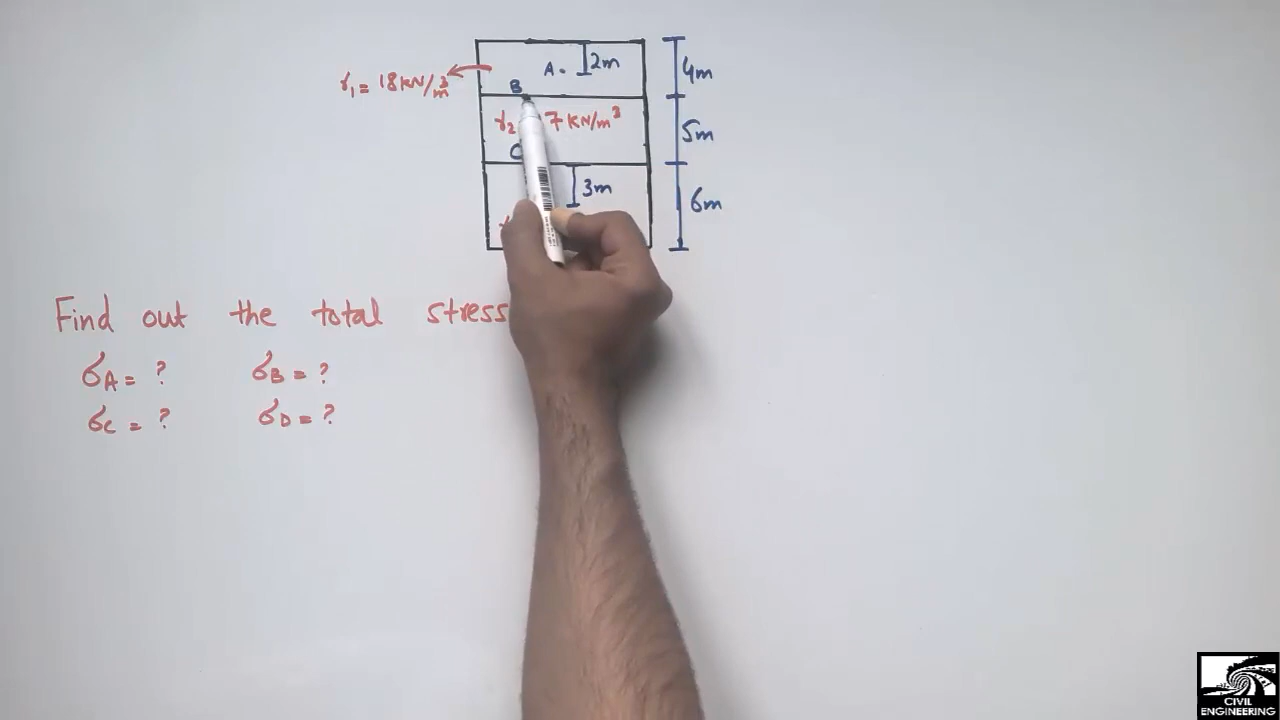 2m
A.
4m
γ₁ = 18 KN/m³
B
γ₂ 7 KN/m³
5m
C
3m
6m
Find out the total stress
σA = ? σB = ?
σC = ? σD = ?
CIVIL
ENGINEERING